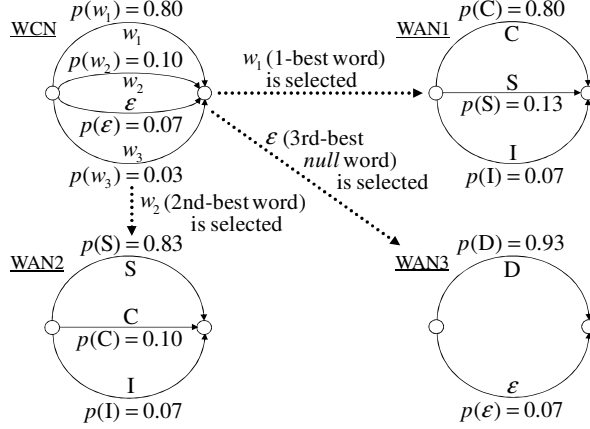 WCN
p(w₁) = 0.80
w₁
p(w₂) = 0.10
w₂
ε
p(ε) = 0.07
w₃
p(w₃) = 0.03
w₁ (1-best word)
is selected
ε (3rd-best
null word)
is selected
w₂ (2nd-best word)
is selected
WAN1
p(C) = 0.80
C
S
p(S) = 0.13
I
p(I) = 0.07
WAN2
p(S) = 0.83
S
C
p(C) = 0.10
I
p(I) = 0.07
WAN3
p(D) = 0.93
D
ε
p(ε) = 0.07